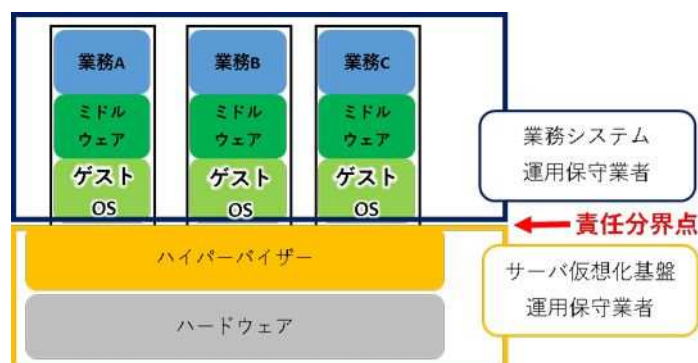 業務A
業務B
業務C
ミドル
ウェア
ミドル
ウェア
ミドル
ウェア
ゲスト
OS
ゲスト
OS
ゲスト
OS
業務システム
運用保守業者
責任分界点
ハイパーバイザー
サーバ仮想化基盤
運用保守業者
ハードウェア